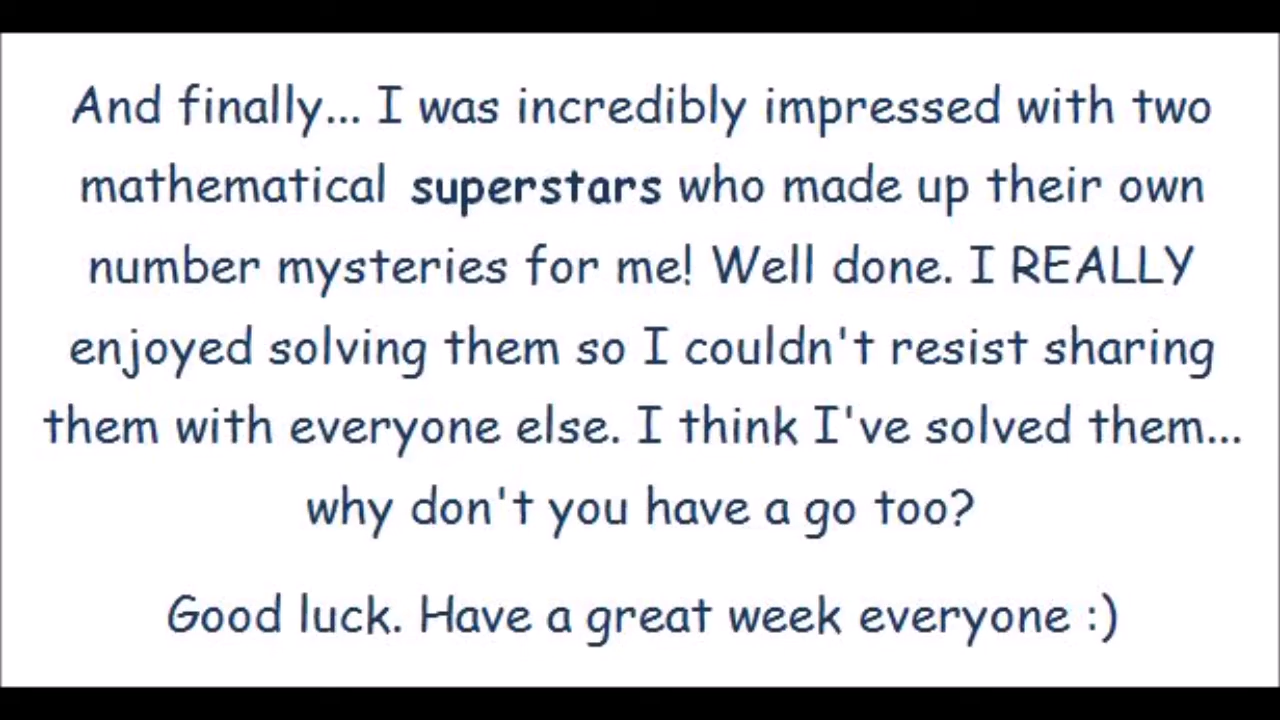 And finally... I was incredibly impressed with two
mathematical superstars who made up their own
number mysteries for me! Well done. I REALLY
enjoyed solving them so I couldn't resist sharing
them with everyone else. I think I've solved them...
why don't you have a go too?
Good luck. Have a great week everyone :)